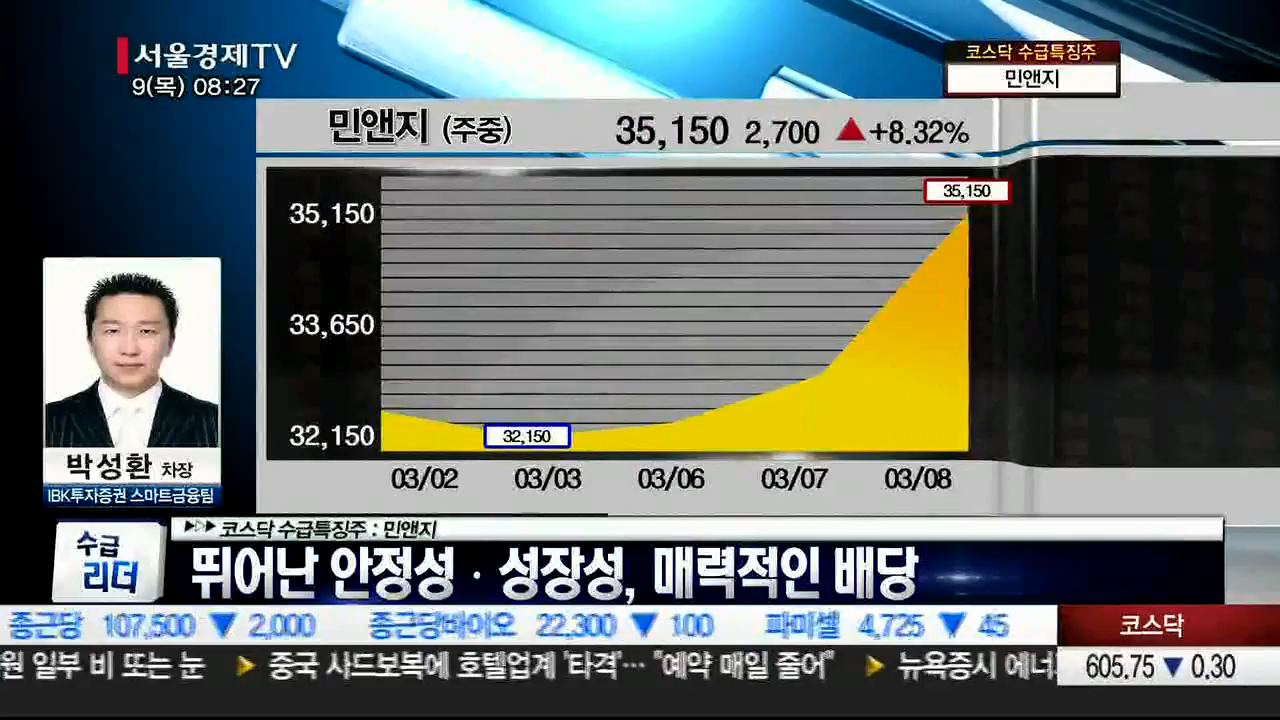 서울경제TV
9(목) 08:27
코스닥 수급특징주
민앤지
민앤지 (주중) 35,150 2,700 ▲+8.32%
35,150
35,150
33,650
32,150
32,150
03/02 03/03 03/06 03/07 03/08
박성환 차장
IBK투자증권 스마트금융팀
수급
리더
코스닥 수급특징주 : 민앤지
뛰어난 안정성 · 성장성, 매력적인 배당
종근당 107,500 ▼ 2,000 종근당바이오 22,300 ▼ 100 파미셀 4,725 ▼ 45
코스닥
원 일부 비 또는 눈 ▶ 중국 사드보복에 호텔업계 '타격'… "예약 매일 줄어" ▶ 뉴욕증시 에너
605.75 ▼ 0.30